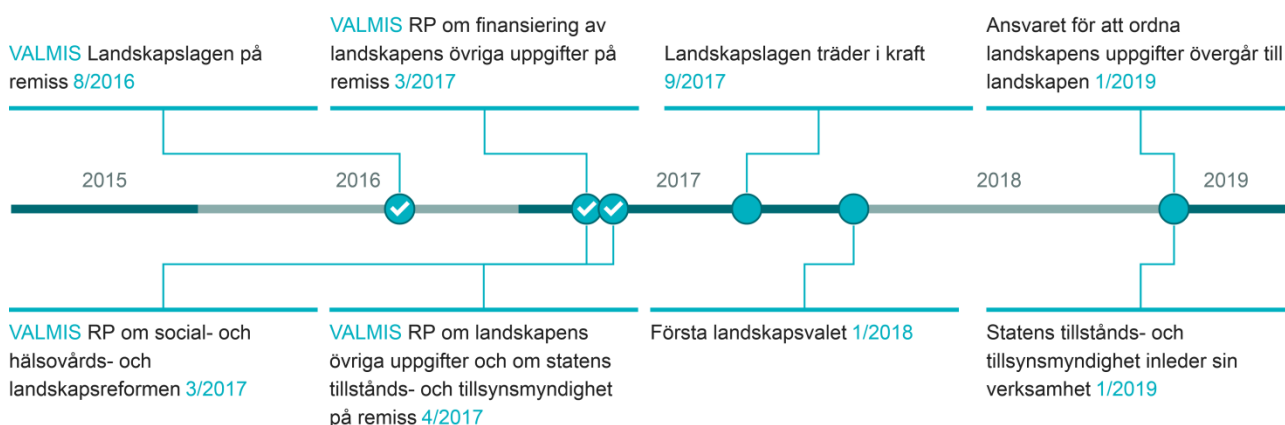 VALMIS Landskapslagen på
remiss 8/2016
VALMIS RP om finansiering av
landskapens övriga uppgifter på
remiss 3/2017
Landskapslagen träder i kraft
9/2017
Ansvaret för att ordna
landskapens uppgifter övergår till
landskapen 1/2019
2015
2016
2017
2018
2019
VALMIS RP om social- och
hälsovårds- och
landskapsreformen 3/2017
VALMIS RP om landskapens
övriga uppgifter och om statens
tillstånds- och tillsynsmyndighet
på remiss 4/2017
Första landskapsvalet 1/2018
Statens tillstånds- och
tillsynsmyndighet inleder sin
verksamhet 1/2019